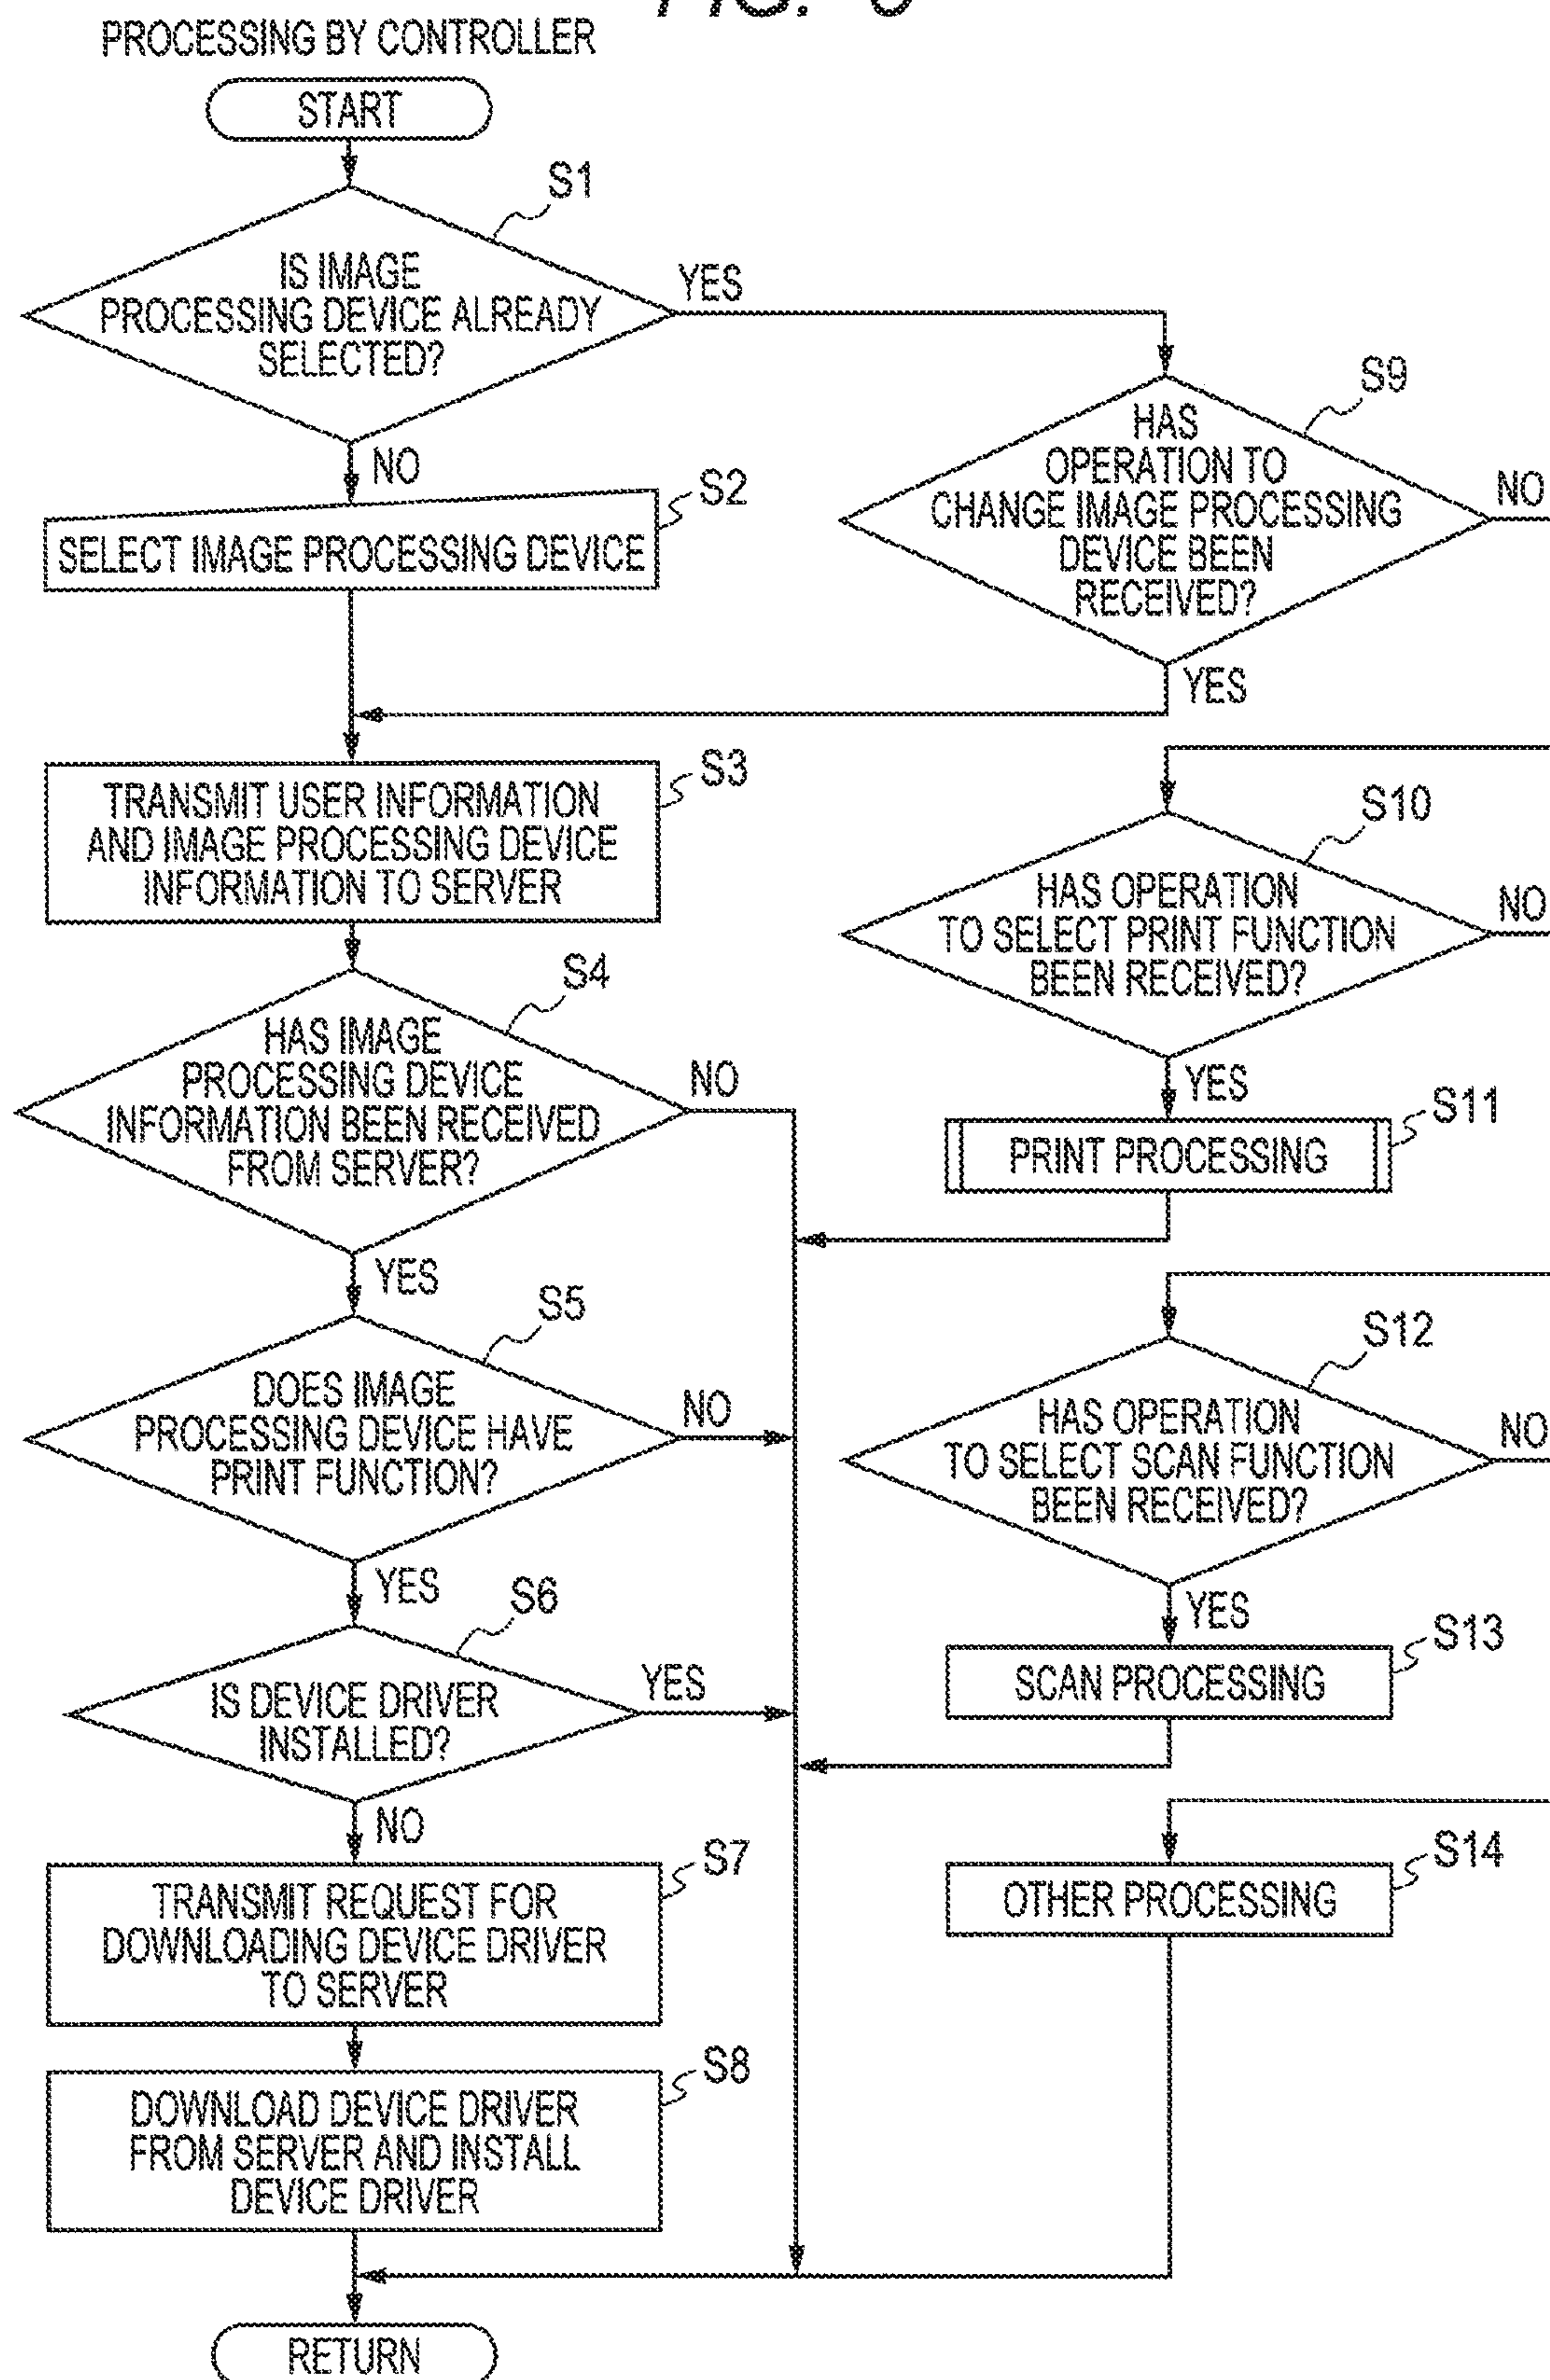 PROCESSING BY CONTROLLER
START
S1
IS IMAGE
PROCESSING DEVICE ALREADY
SELECTED?
YES
NO
S2
SELECT IMAGE PROCESSING DEVICE
S9
HAS
OPERATION TO
CHANGE IMAGE PROCESSING
DEVICE BEEN
RECEIVED?
NO
YES
S3
TRANSMIT USER INFORMATION
AND IMAGE PROCESSING DEVICE
INFORMATION TO SERVER
S4
HAS IMAGE
PROCESSING DEVICE
INFORMATION BEEN RECEIVED
FROM SERVER?
NO
YES
S5
DOES IMAGE
PROCESSING DEVICE HAVE
PRINT FUNCTION?
NO
YES
S6
IS DEVICE DRIVER
INSTALLED?
YES
NO
S7
TRANSMIT REQUEST FOR
DOWNLOADING DEVICE DRIVER
TO SERVER
S8
DOWNLOAD DEVICE DRIVER
FROM SERVER AND INSTALL
DEVICE DRIVER
RETURN
S10
HAS OPERATION
TO SELECT PRINT FUNCTION
BEEN RECEIVED?
NO
YES
S11
PRINT PROCESSING
S12
HAS OPERATION
TO SELECT SCAN FUNCTION
BEEN RECEIVED?
NO
YES
S13
SCAN PROCESSING
S14
OTHER PROCESSING